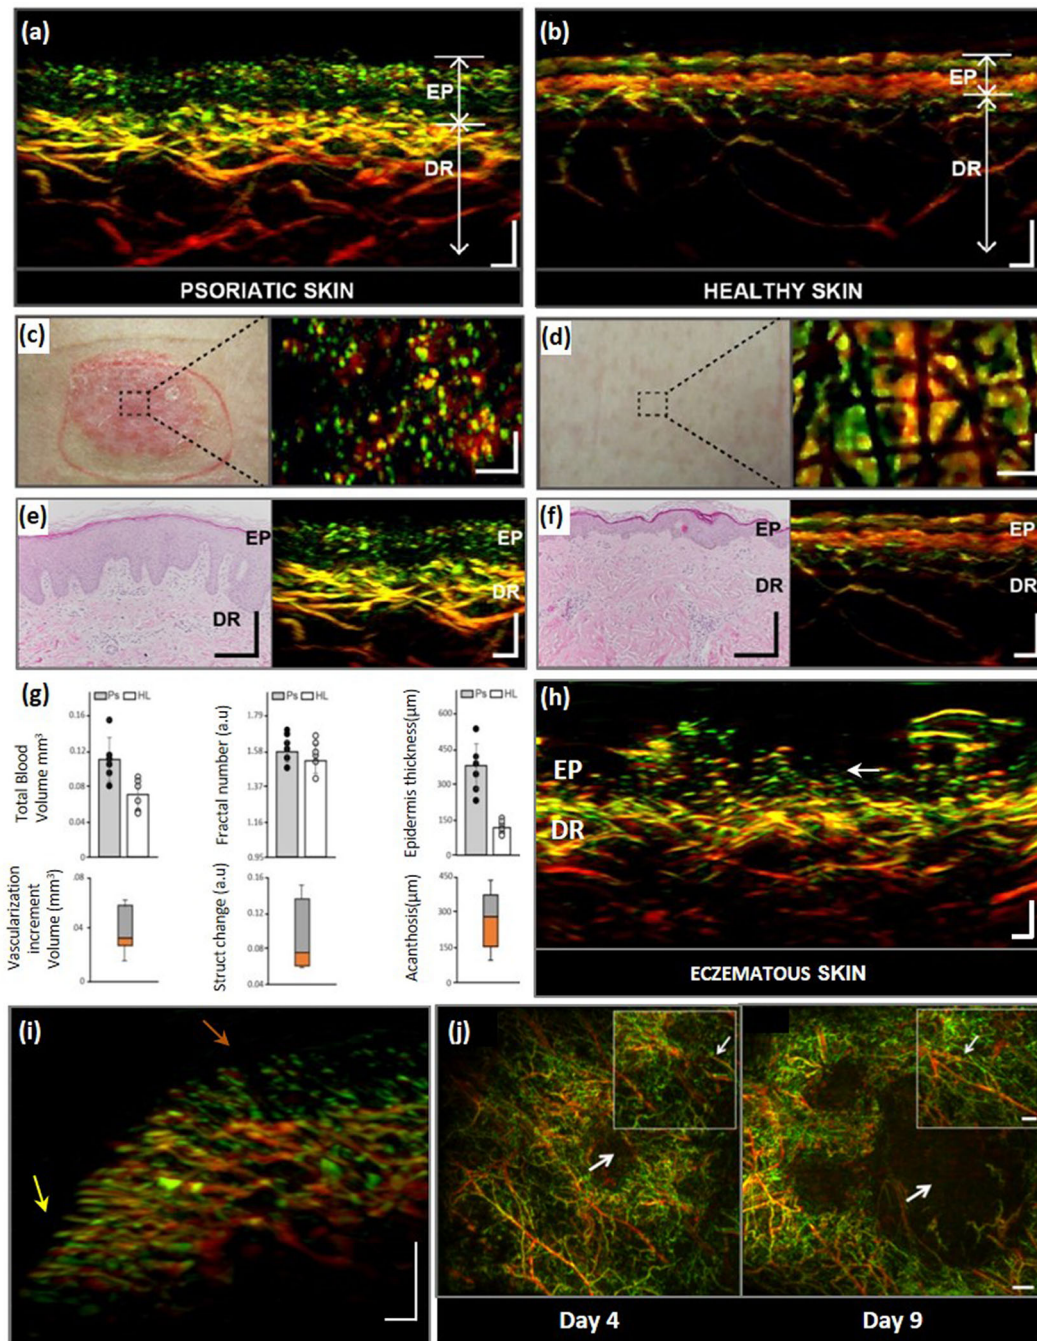 (a)
EP
DR
PSORIATIC SKIN
(b)
EP
DR
HEALTHY SKIN
(c)
(d)
(e)
EP
DR
EP
DR
(f)
EP
DR
EP
DR
(g)
Ps HL
Total Blood
Volume mm³
0.16
0.12
0.08
0.04
0
Ps HL
Fractal number (a.u)
1.79
1.58
1.37
1.16
0.95
Ps HL
Epidermis thickness(µm)
600
450
300
150
0
Vascularization
increment
Volume (mm³)
.08
.04
0
Struct change (a.u)
0.16
0.12
0.08
0.04
Acanthosis(µm)
450
300
150
0
(h)
EP
DR
ECZEMATOUS SKIN
(i)
(j)
Day 4
Day 9